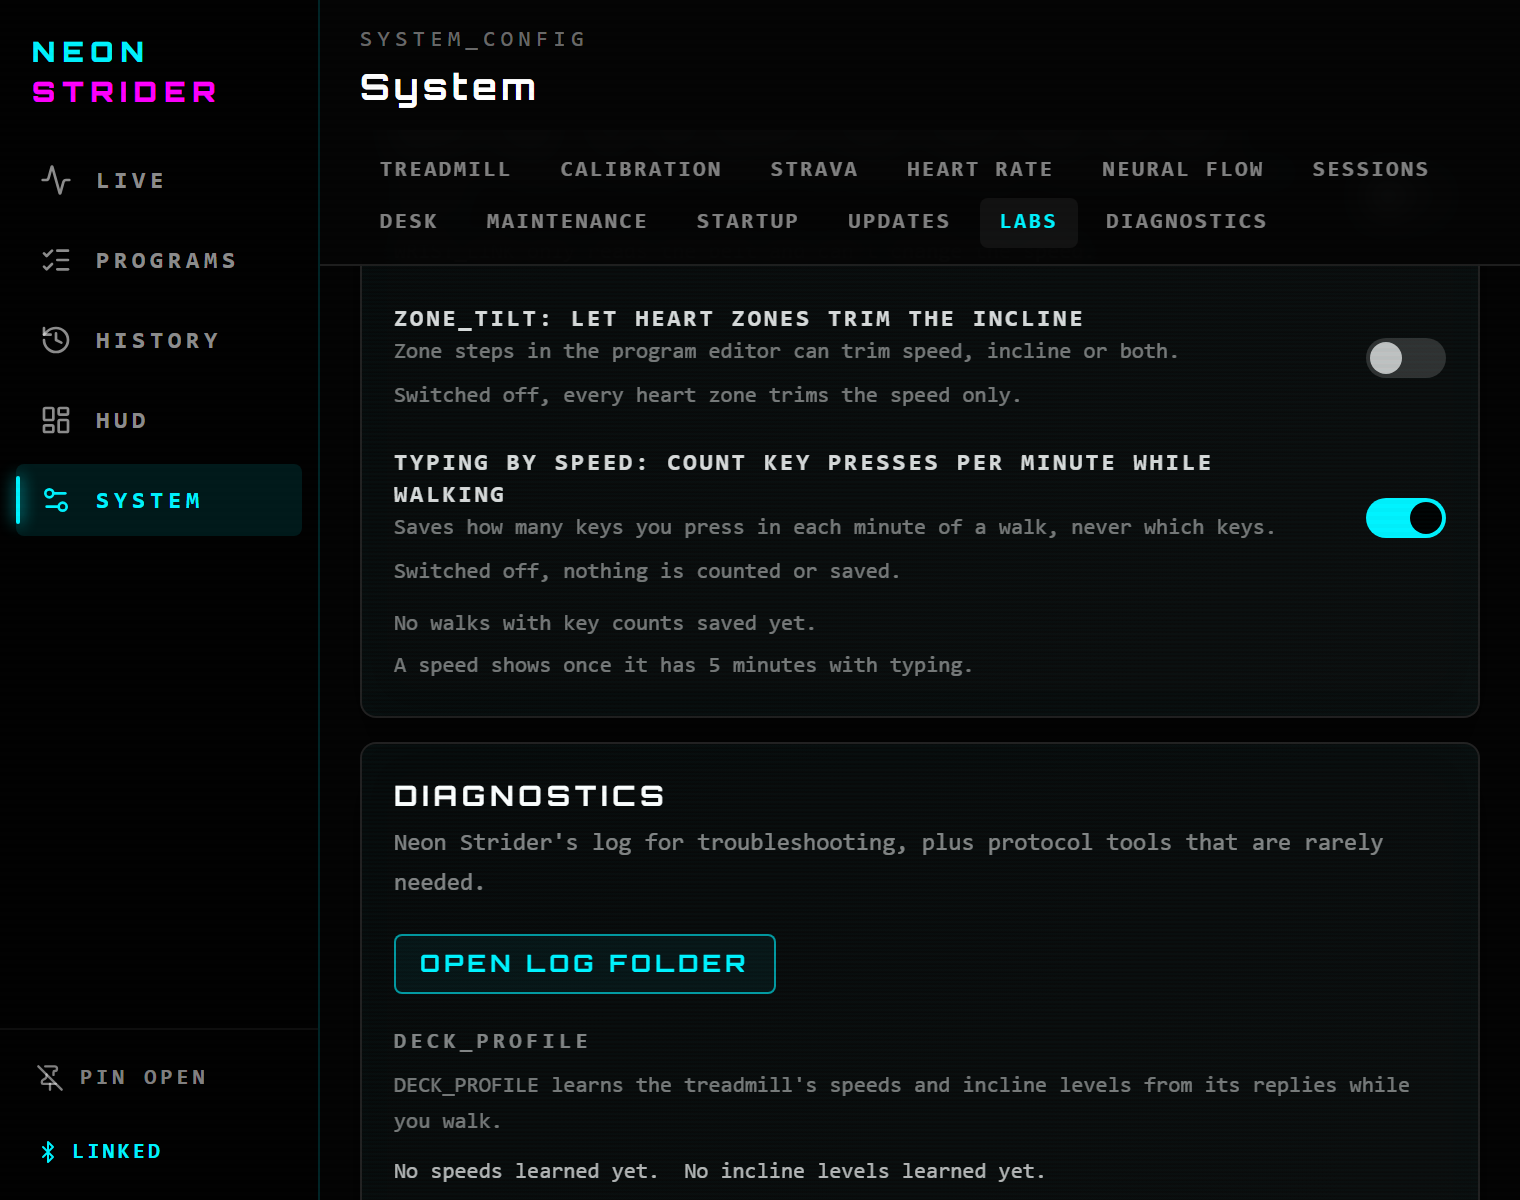 NEON
STRIDER
LIVE
PROGRAMS
HISTORY
HUD
SYSTEM
PIN OPEN
LINKED
SYSTEM_CONFIG
System
TREADMILL CALIBRATION STRAVA HEART RATE NEURAL FLOW SESSIONS
DESK MAINTENANCE STARTUP UPDATES LABS DIAGNOSTICS
ZONE_TILT: LET HEART ZONES TRIM THE INCLINE
Zone steps in the program editor can trim speed, incline or both.
Switched off, every heart zone trims the speed only.
TYPING BY SPEED: COUNT KEY PRESSES PER MINUTE WHILE
WALKING
Saves how many keys you press in each minute of a walk, never which keys.
Switched off, nothing is counted or saved.
No walks with key counts saved yet.
A speed shows once it has 5 minutes with typing.
DIAGNOSTICS
Neon Strider's log for troubleshooting, plus protocol tools that are rarely
needed.
OPEN LOG FOLDER
DECK_PROFILE
DECK_PROFILE learns the treadmill's speeds and incline levels from its replies while
you walk.
No speeds learned yet. No incline levels learned yet.